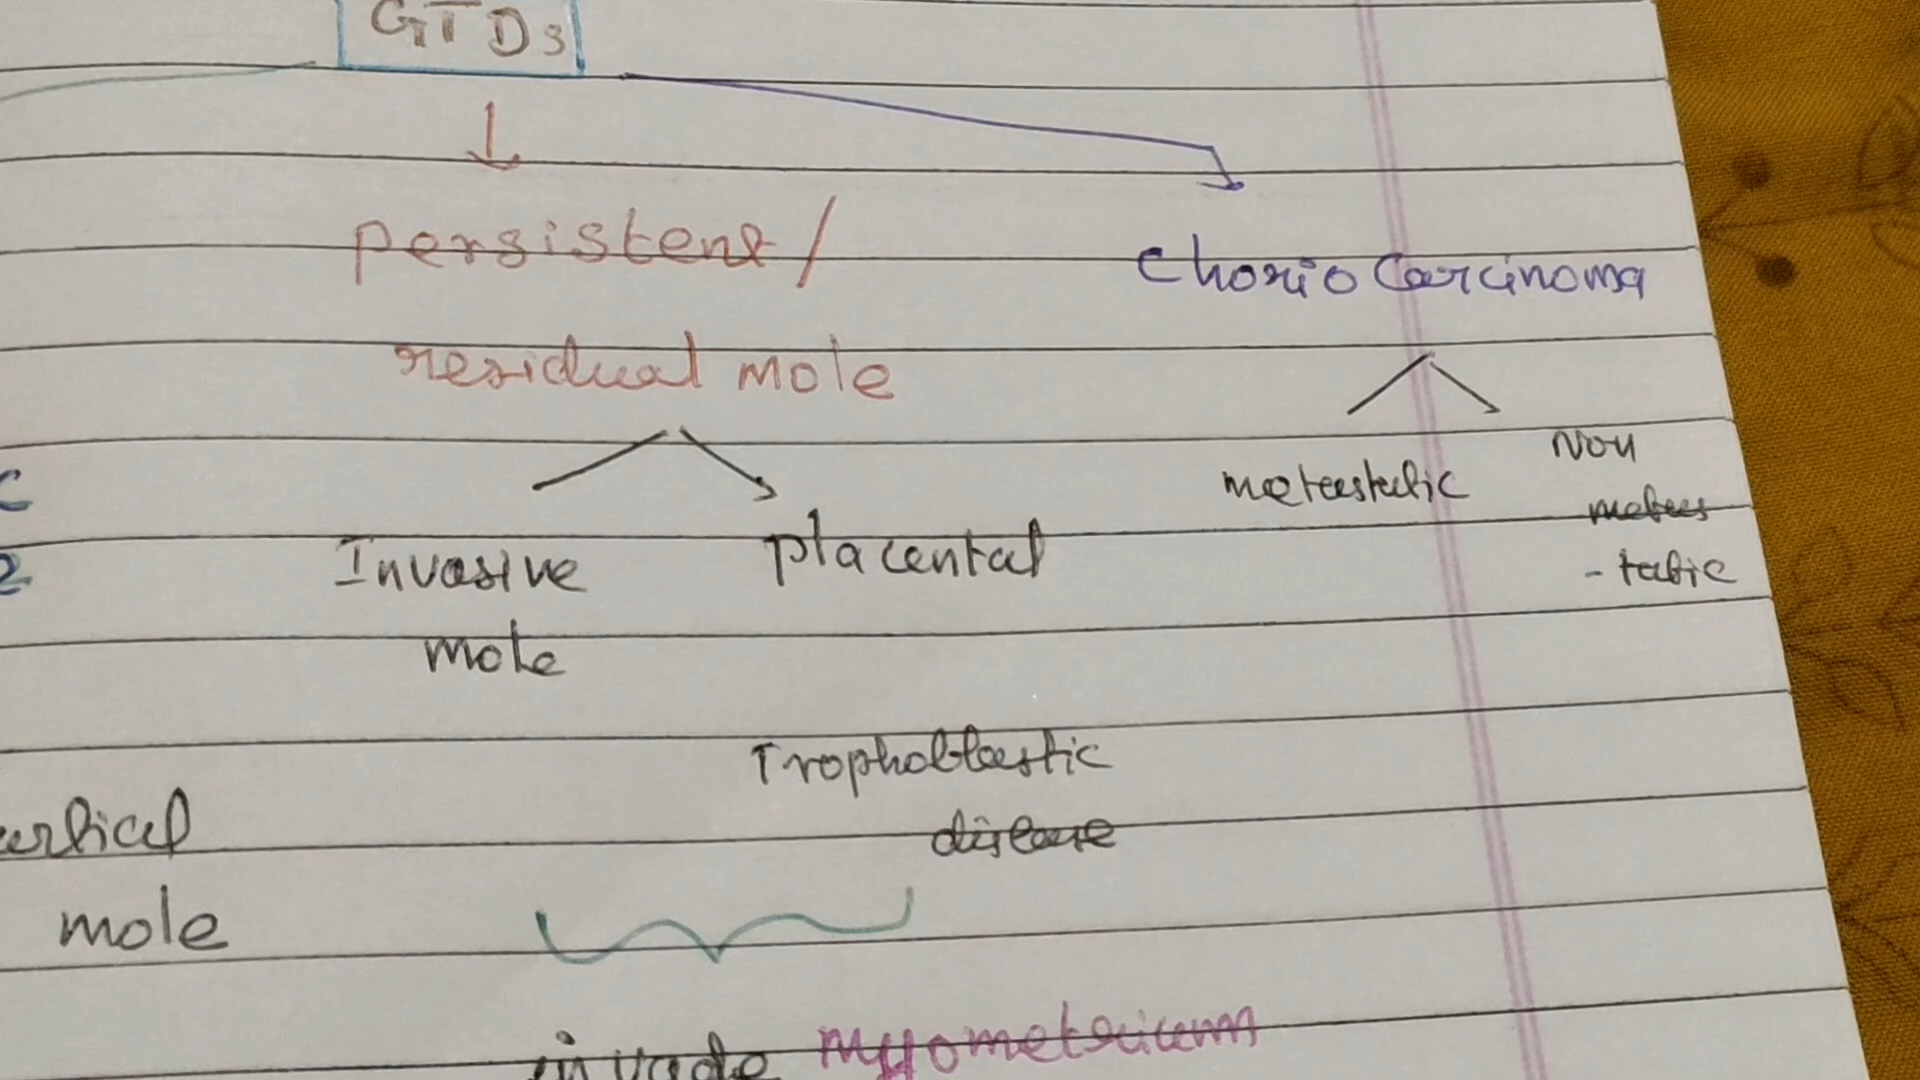 GTDs
persistent/
residual mole
chorio carcinoma
metastatic
Non
metas
-tatic
Invasive
mole
placental
Trophoblastic
disease
mole
invade myometrium